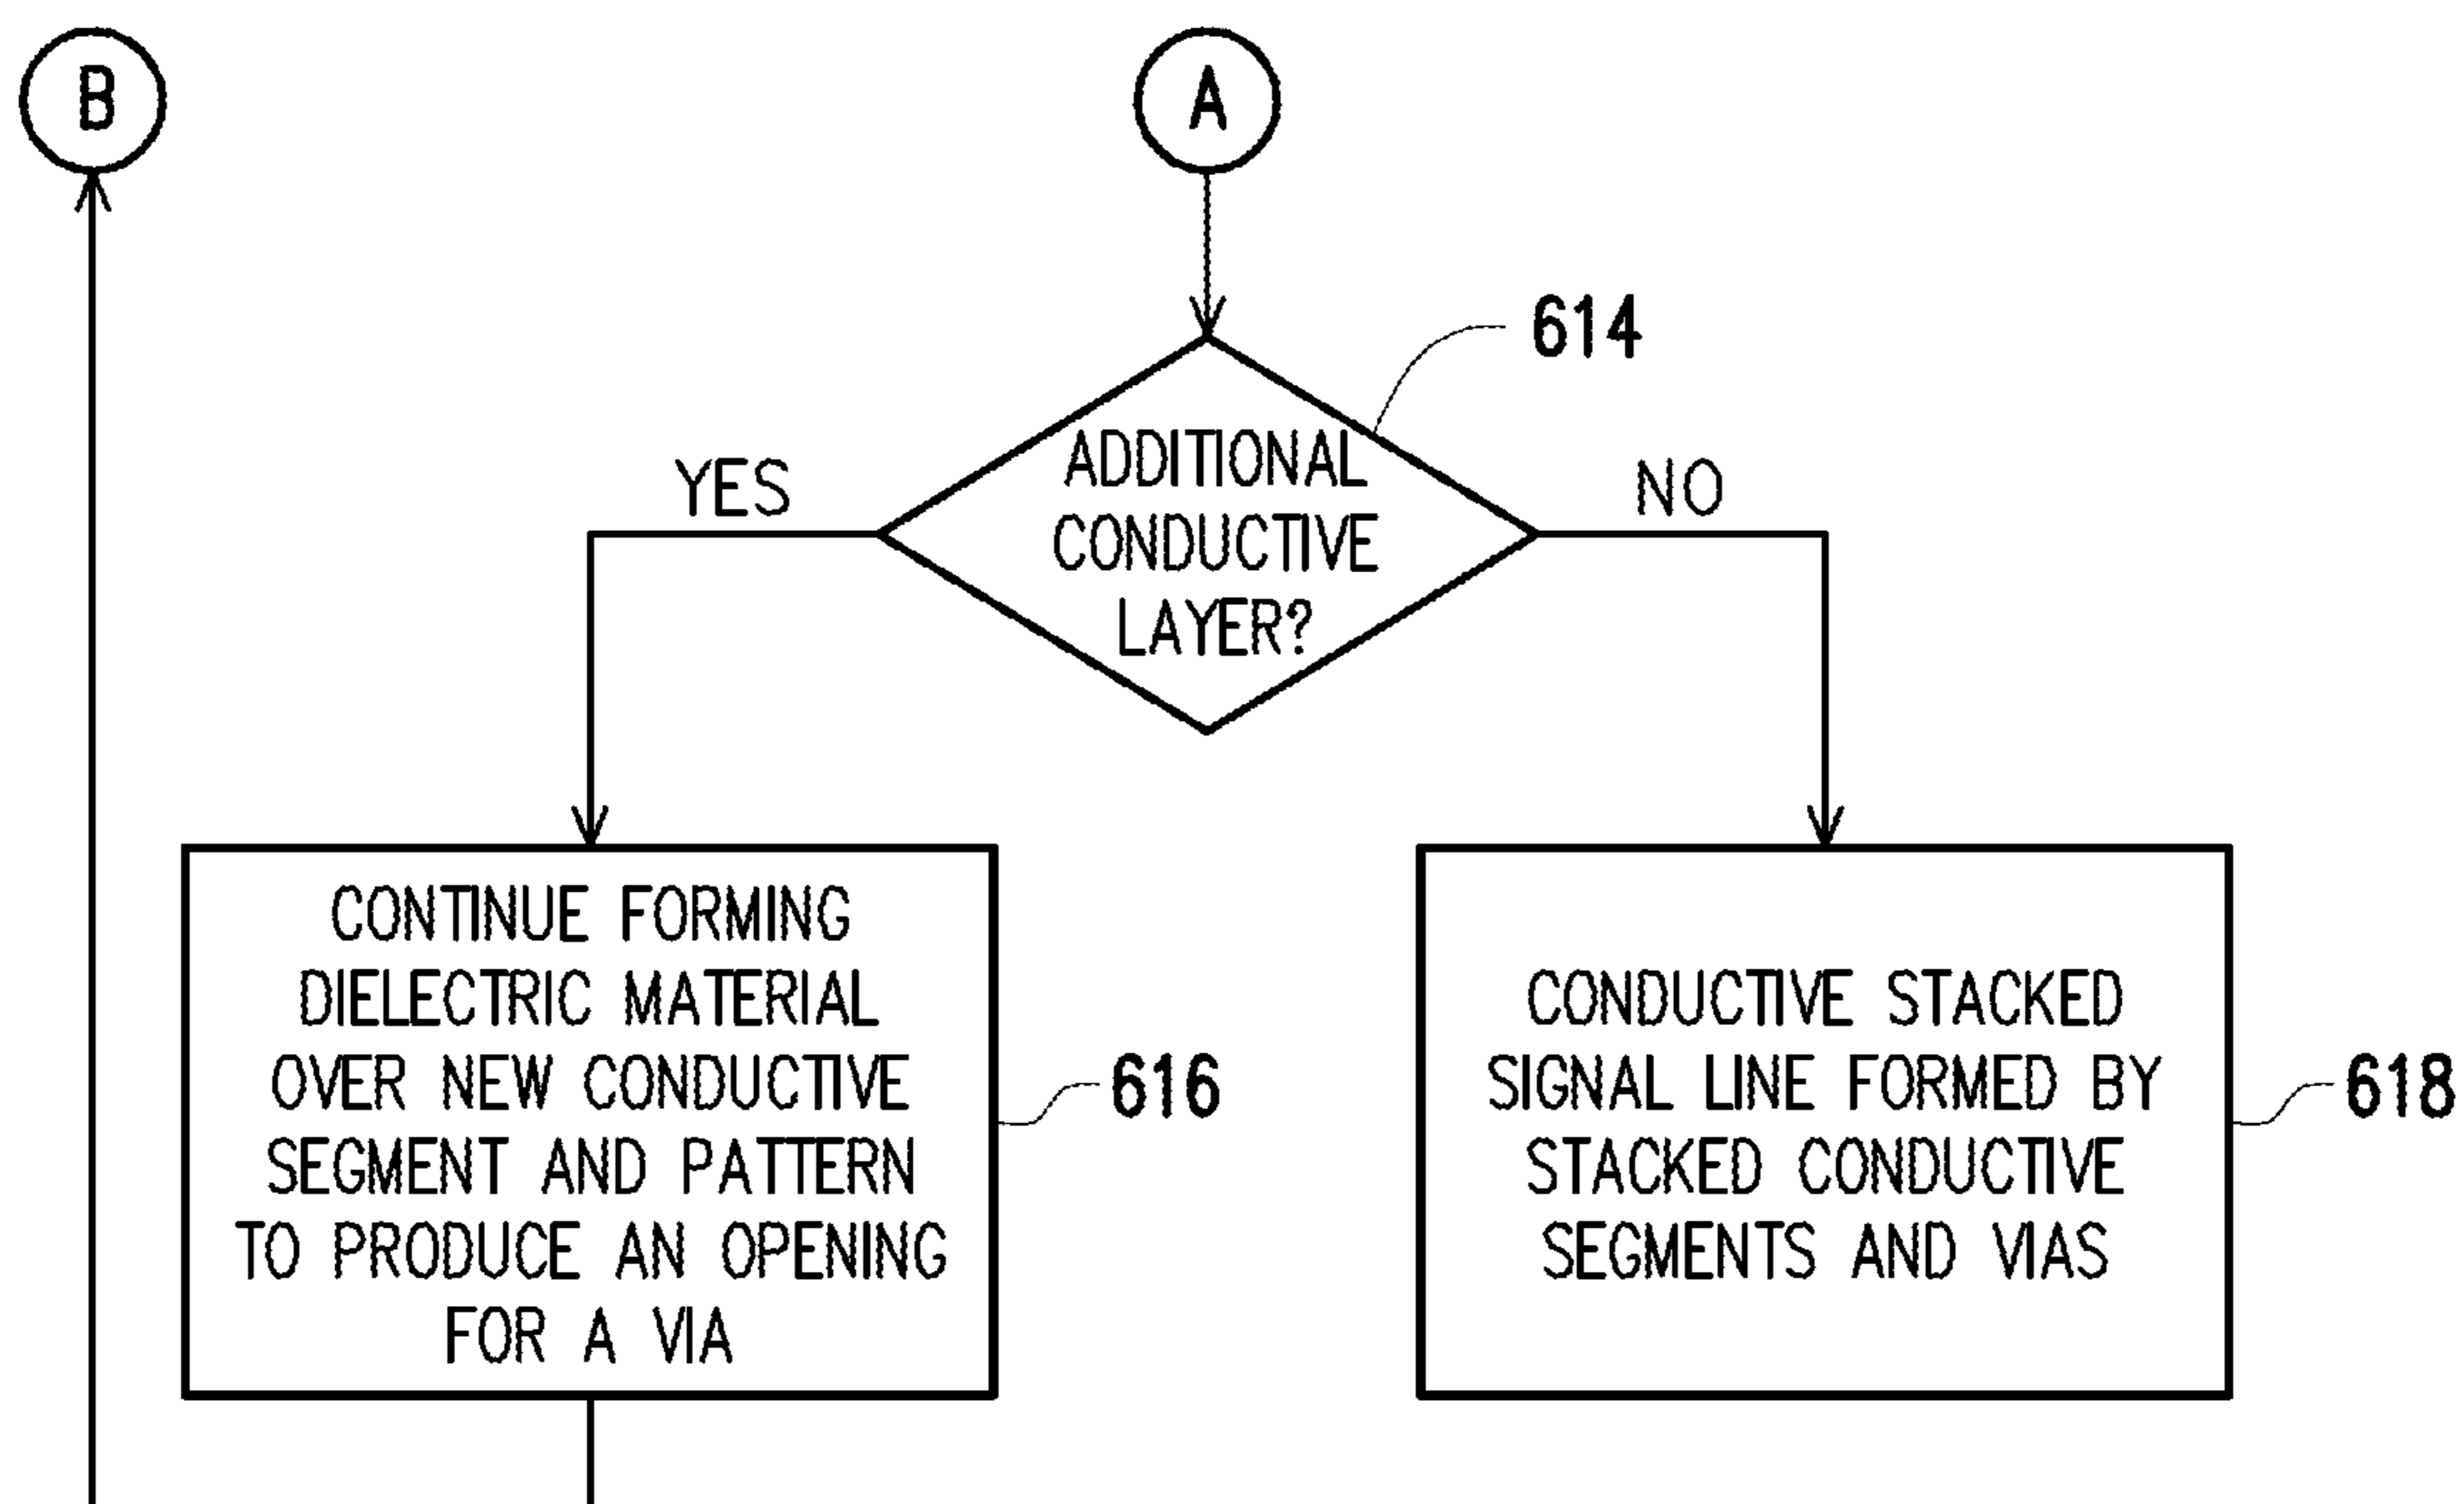 B
A
614
ADDITIONAL
CONDUCTIVE
LAYER?
YES
NO
CONTINUE FORMING
DIELECTRIC MATERIAL
OVER NEW CONDUCTIVE
SEGMENT AND PATTERN
TO PRODUCE AN OPENING
FOR A VIA
616
CONDUCTIVE STACKED
SIGNAL LINE FORMED BY
STACKED CONDUCTIVE
SEGMENTS AND VIAS
618